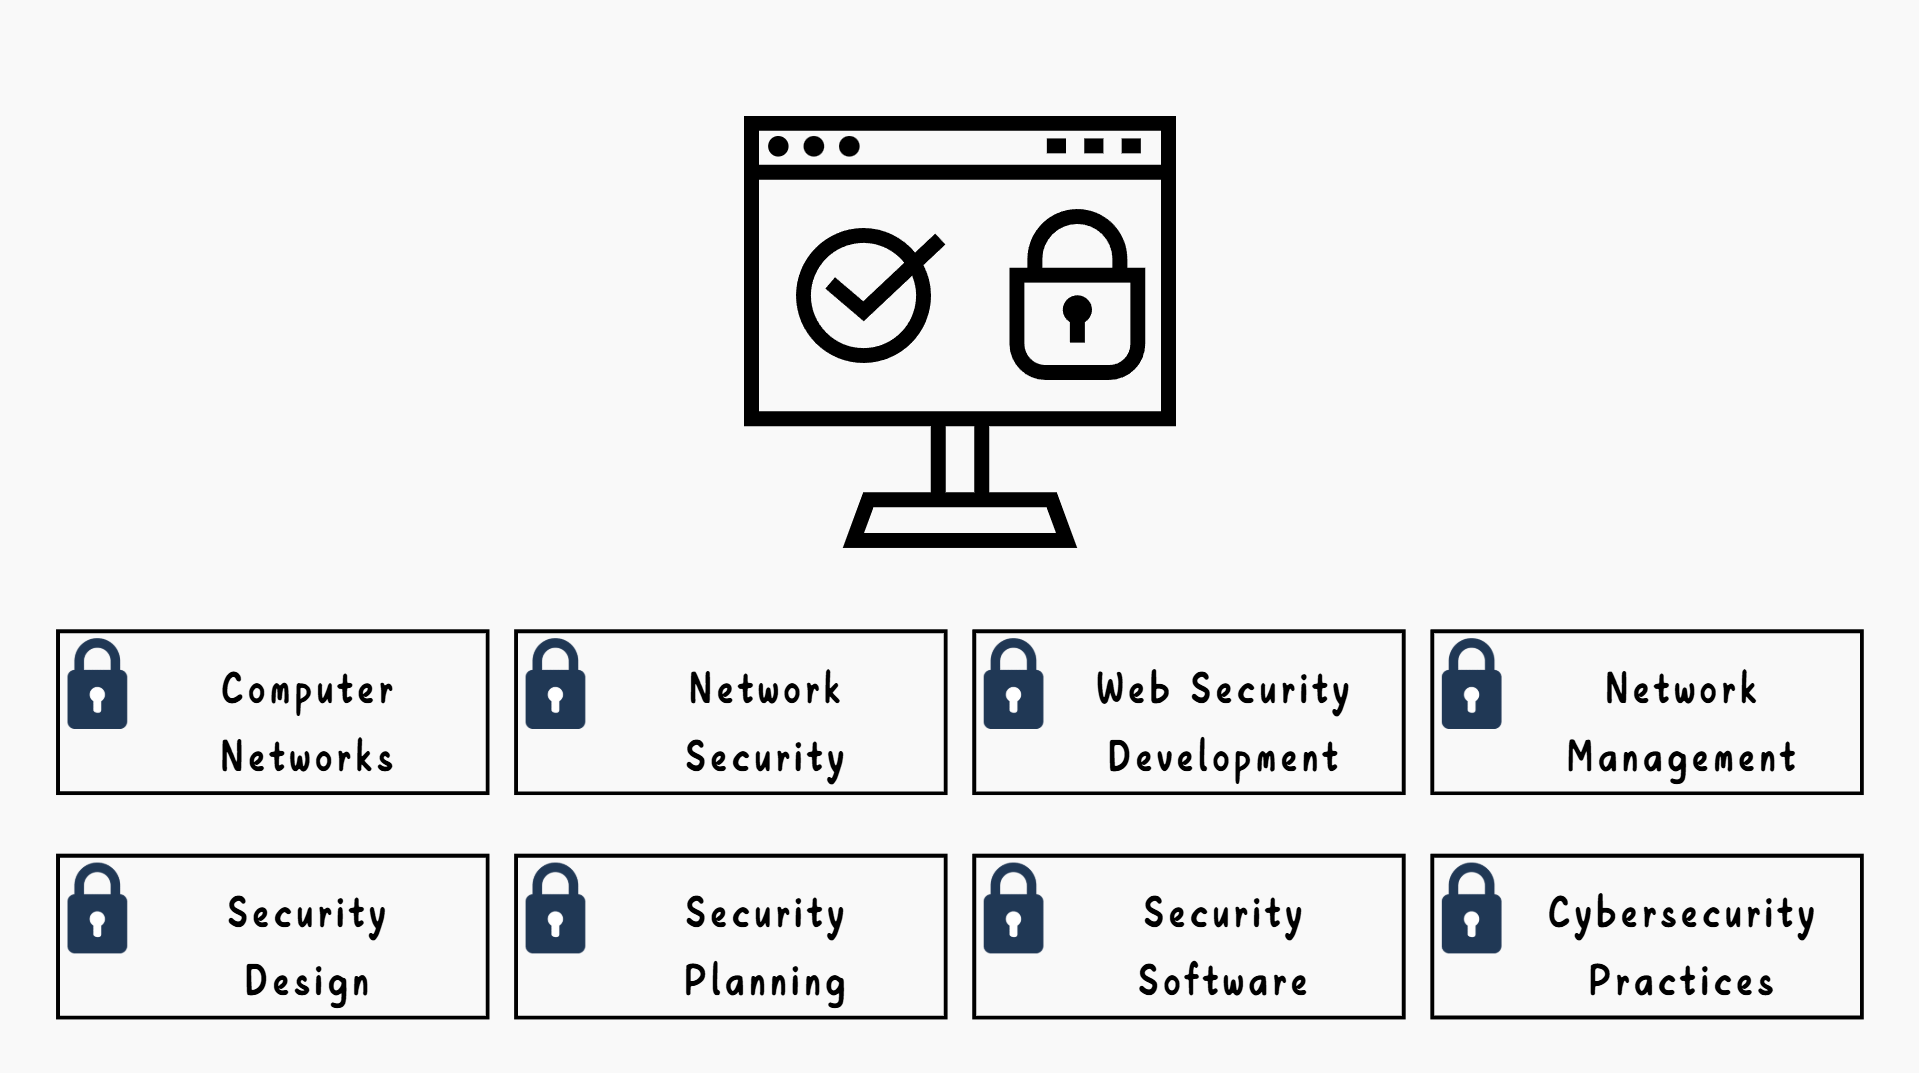 Computer
Networks
Network
Security
Web Security
Development
Network
Management
Security
Design
Security
Planning
Security
Software
Cybersecurity
Practices